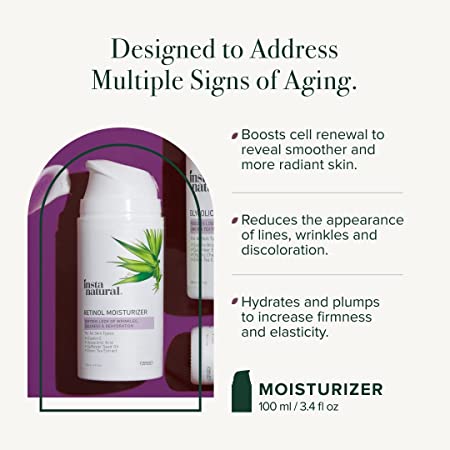 Designed to Address
Multiple Signs of Aging.
Boosts cell renewal to
reveal smoother and
more radiant skin.
Reduces the appearance
of lines, wrinkles and
discoloration.
Hydrates and plumps
to increase firmness
and elasticity.
MOISTURIZER
100 ml / 3.4 fl oz
insta
natural
RETINOL MOISTURIZER